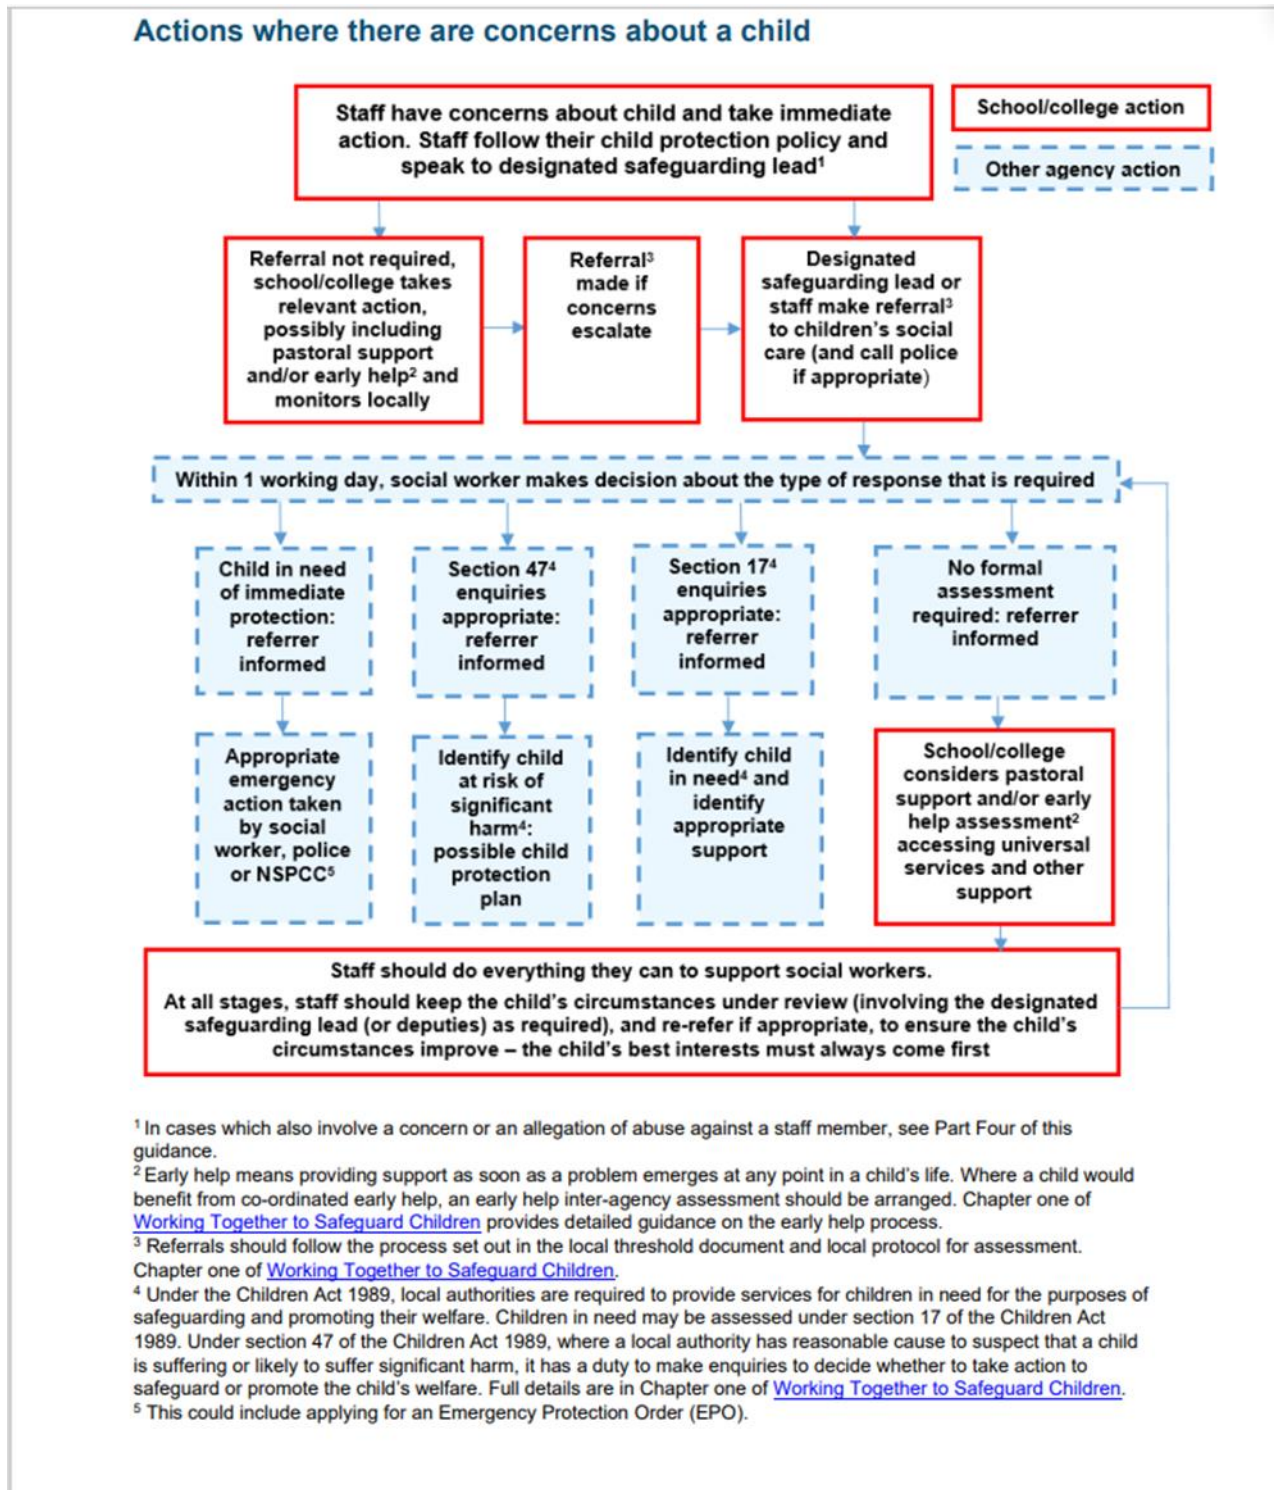 Actions where there are concerns about a child
Staff have concerns about child and take immediate
action. Staff follow their child protection policy and
speak to designated safeguarding lead¹
School/college action
Other agency action
Referral not required,
school/college takes
relevant action,
possibly including
pastoral support
and/or early help² and
monitors locally
Referral³
made if
concerns
escalate
Designated
safeguarding lead or
staff make referral³
to children's social
care (and call police
if appropriate)
Within 1 working day, social worker makes decision about the type of response that is required
Child in need
of immediate
protection:
referrer
informed
Section 47⁴
enquiries
appropriate:
referrer
informed
Section 17⁴
enquiries
appropriate:
referrer
informed
No formal
assessment
required: referrer
informed
Appropriate
emergency
action taken
by social
worker, police
or NSPCC⁵
Identify child
at risk of
significant
harm⁴:
possible child
protection
plan
Identify child
in need⁴ and
identify
appropriate
support
School/college
considers pastoral
support and/or early
help assessment²
accessing universal
services and other
support
Staff should do everything they can to support social workers.
At all stages, staff should keep the child's circumstances under review (involving the designated
safeguarding lead (or deputies) as required), and re-refer if appropriate, to ensure the child's
circumstances improve – the child's best interests must always come first
¹ In cases which also involve a concern or an allegation of abuse against a staff member, see Part Four of this
guidance.
² Early help means providing support as soon as a problem emerges at any point in a child's life. Where a child would
benefit from co-ordinated early help, an early help inter-agency assessment should be arranged. Chapter one of
Working Together to Safeguard Children provides detailed guidance on the early help process.
³ Referrals should follow the process set out in the local threshold document and local protocol for assessment.
Chapter one of Working Together to Safeguard Children.
⁴ Under the Children Act 1989, local authorities are required to provide services for children in need for the purposes of
safeguarding and promoting their welfare. Children in need may be assessed under section 17 of the Children Act
1989. Under section 47 of the Children Act 1989, where a local authority has reasonable cause to suspect that a child
is suffering or likely to suffer significant harm, it has a duty to make enquiries to decide whether to take action to
safeguard or promote the child's welfare. Full details are in Chapter one of Working Together to Safeguard Children.
⁵ This could include applying for an Emergency Protection Order (EPO).